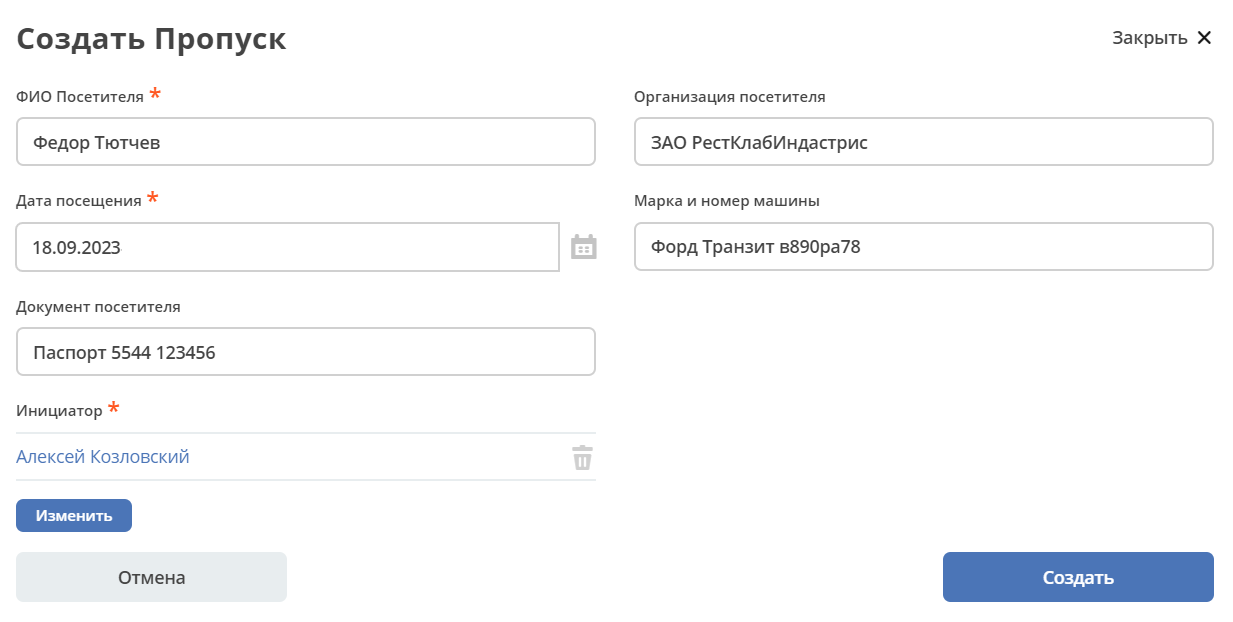 Создать Пропуск
Закрыть ×
ФИО Посетителя *
Организация посетителя
Федор Тютчев
ЗАО РестКлабИндастрис
Дата посещения *
Марка и номер машины
18.09.2023
Форд Транзит в890ра78
Документ посетителя
Паспорт 5544 123456
Инициатор *
Алексей Козловский
Изменить
Отмена
Создать